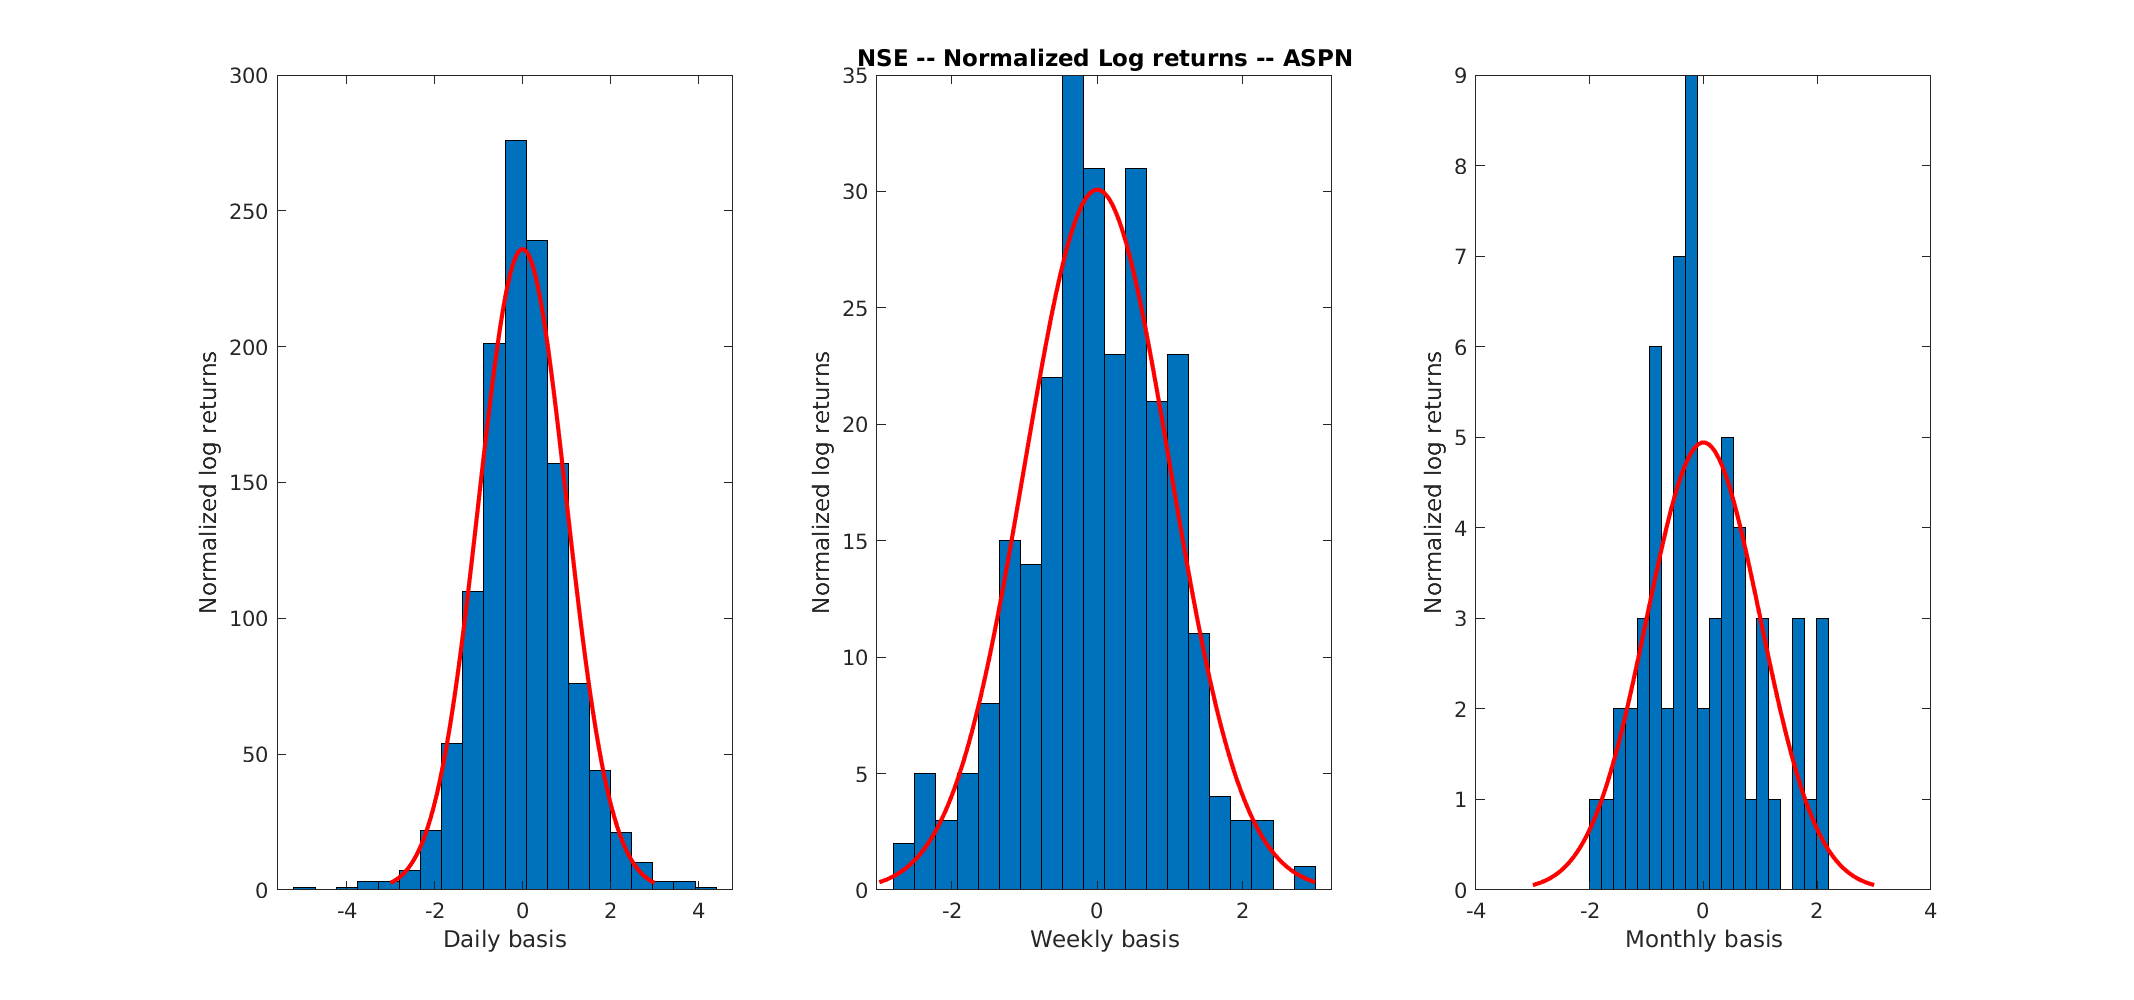 NSE -- Normalized Log returns -- ASPN
300
250
200
150
100
50
0
-4 -2 0 2 4
Normalized log returns
Daily basis
35
30
25
20
15
10
5
0
-2 0 2
Normalized log returns
Weekly basis
9
8
7
6
5
4
3
2
1
0
-4 -2 0 2 4
Normalized log returns
Monthly basis